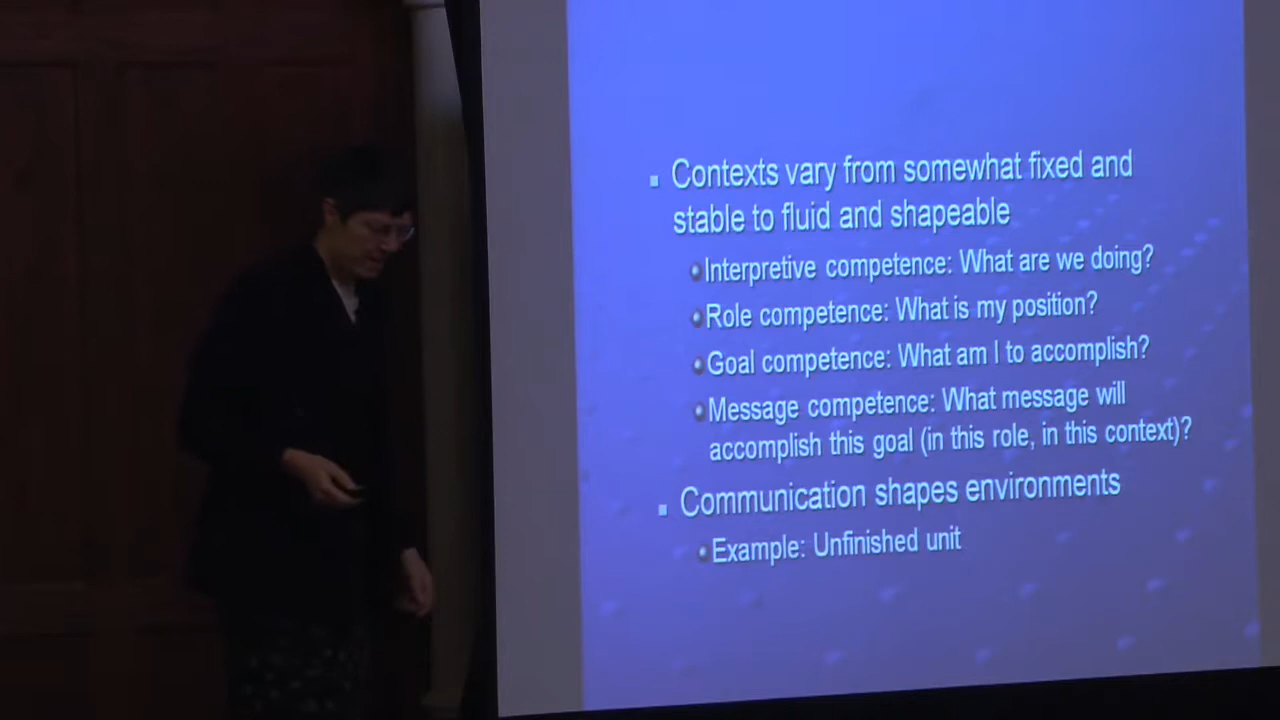 Contexts vary from somewhat fixed and
stable to fluid and shapeable
Interpretive competence: What are we doing?
Role competence: What is my position?
Goal competence: What am I to accomplish?
Message competence: What message will
accomplish this goal (in this role, in this context)?
Communication shapes environments
Example: Unfinished unit